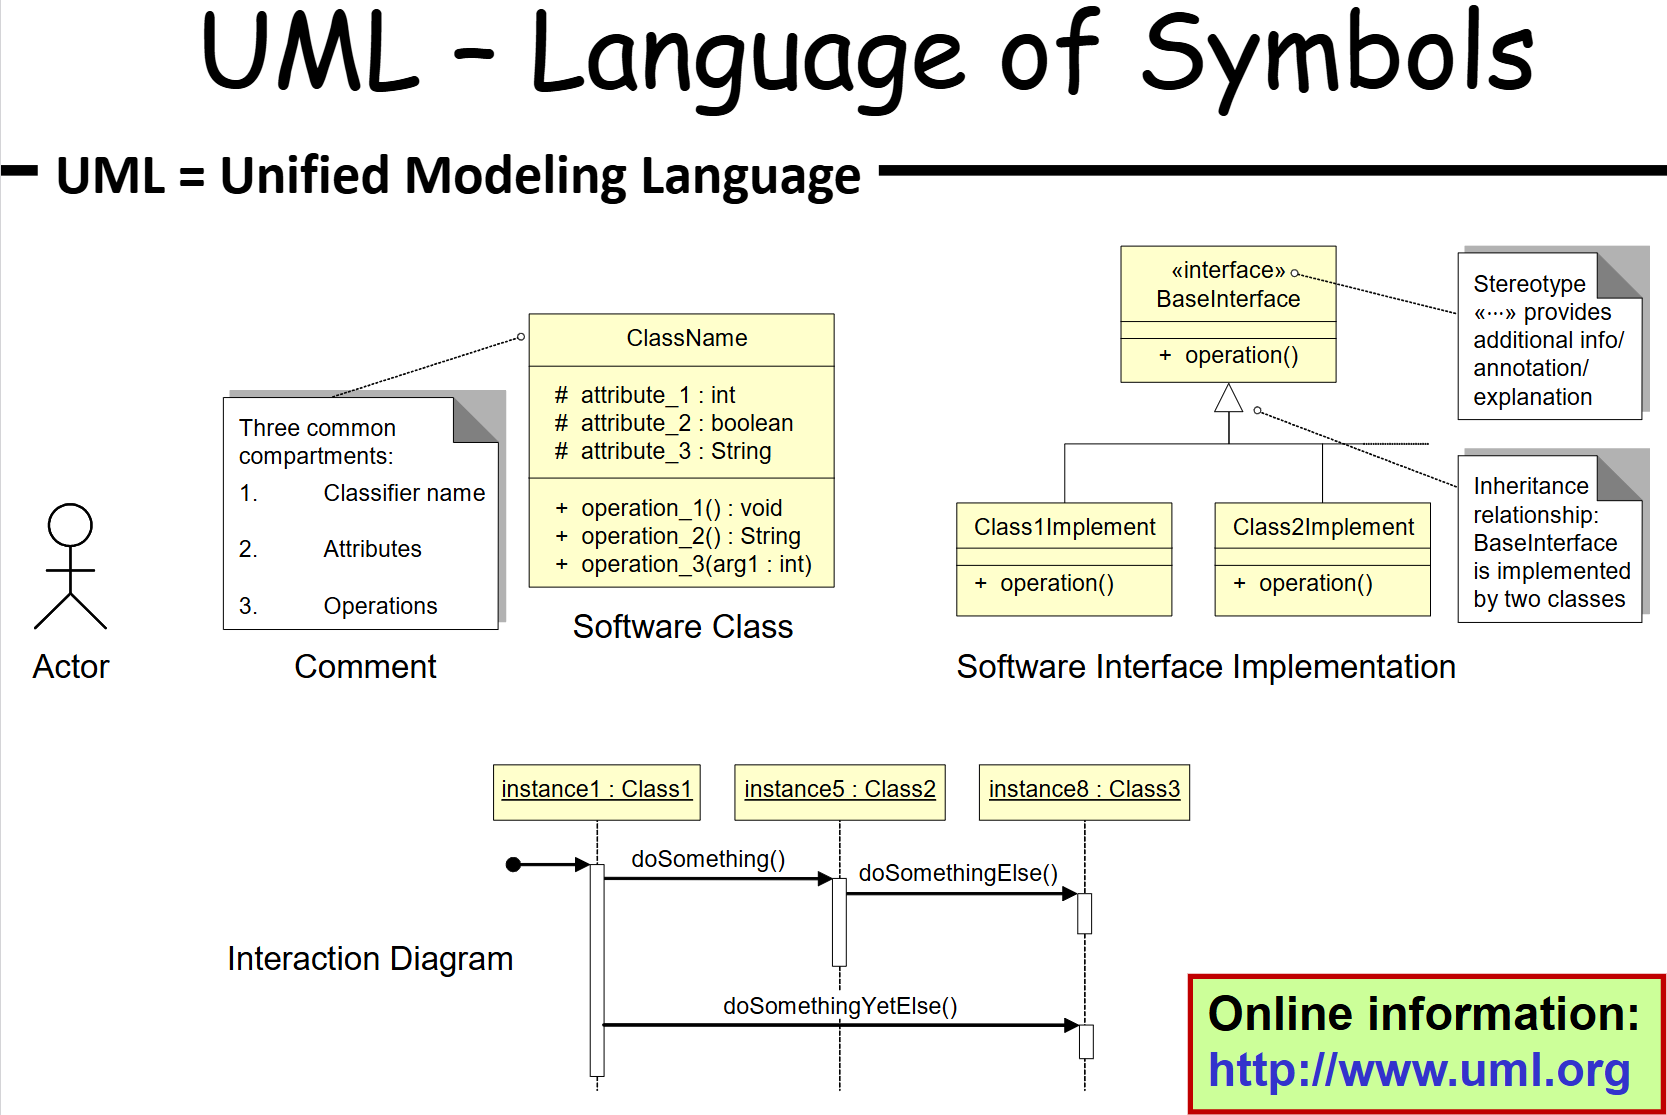 UML – Language of Symbols
UML = Unified Modeling Language
«interface»
BaseInterface
+ operation()
Stereotype
«···» provides
additional info/
annotation/
explanation
ClassName
# attribute_1 : int
# attribute_2 : boolean
# attribute_3 : String
+ operation_1() : void
+ operation_2() : String
+ operation_3(arg1 : int)
Three common
compartments:
1. Classifier name
2. Attributes
3. Operations
Class1Implement
+ operation()
Class2Implement
+ operation()
Inheritance
relationship:
BaseInterface
is implemented
by two classes
Actor
Comment
Software Class
Software Interface Implementation
instance1 : Class1
instance5 : Class2
instance8 : Class3
doSomething()
doSomethingElse()
Interaction Diagram
doSomethingYetElse()
Online information:
http://www.uml.org